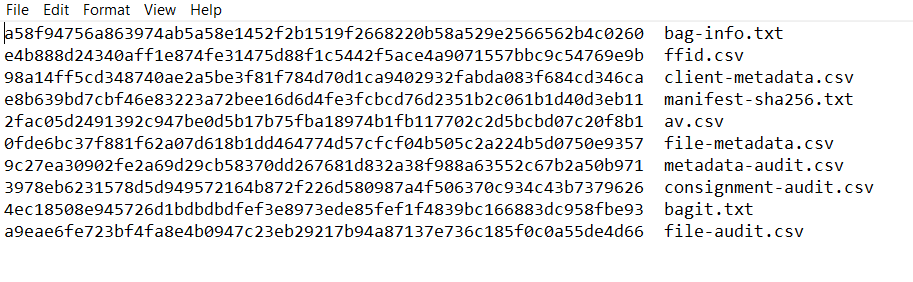 File Edit Format View Help
a58f94756a863974ab5a58e1452f2b1519f2668220b58a529e2566562b4c0260 bag-info.txt
e4b888d24340aff1e874fe31475d88f1c5442f5ace4a9071557bbc9c54769e9b ffid.csv
98a14ff5cd348740ae2a5be3f81f784d70d1ca9402932fabda083f684cd346ca client-metadata.csv
e8b639bd7cbf46e83223a72bee16d6d4fe3fcbcd76d2351b2c061b1d40d3eb11 manifest-sha256.txt
2fac05d2491392c947be0d5b17b75fba18974b1fb117702c2d5bcbd07c20f8b1 av.csv
0fde6bc37f881f62a07d618b1dd464774d57cfcf04b505c2a224b5d0750e9357 file-metadata.csv
9c27ea30902fe2a69d29cb58370dd267681d832a38f988a63552c67b2a50b971 metadata-audit.csv
3978eb6231578d5d949572164b872f226d580987a4f506370c934c43b7379626 consignment-audit.csv
4ec18508e945726d1bdbdbdfef3e8973ede85fef1f4839bc166883dc958fbe93 bagit.txt
a9eae6fe723bf4fa8e4b0947c23eb29217b94a87137e736c185f0c0a55de4d66 file-audit.csv